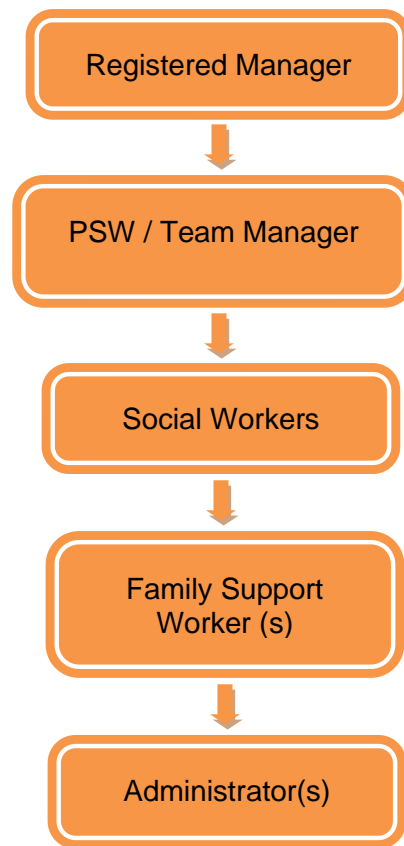 Registered Manager
PSW / Team Manager
Social Workers
Family Support
Worker (s)
Administrator(s)